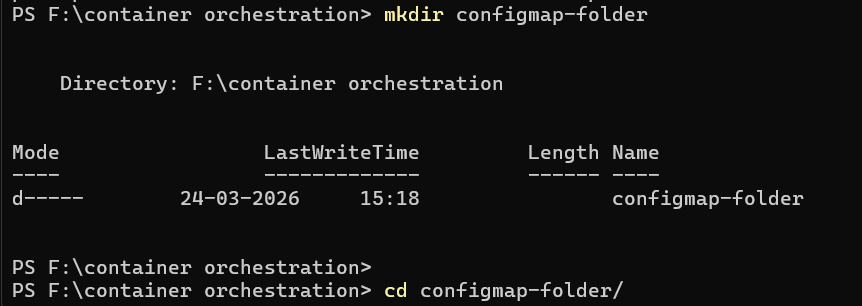 PS F:\container orchestration> mkdir configmap-folder
Directory: F:\container orchestration
Mode LastWriteTime Length Name
---- ------------- ------ ----
d----- 24-03-2026 15:18 configmap-folder
PS F:\container orchestration>
PS F:\container orchestration> cd configmap-folder/